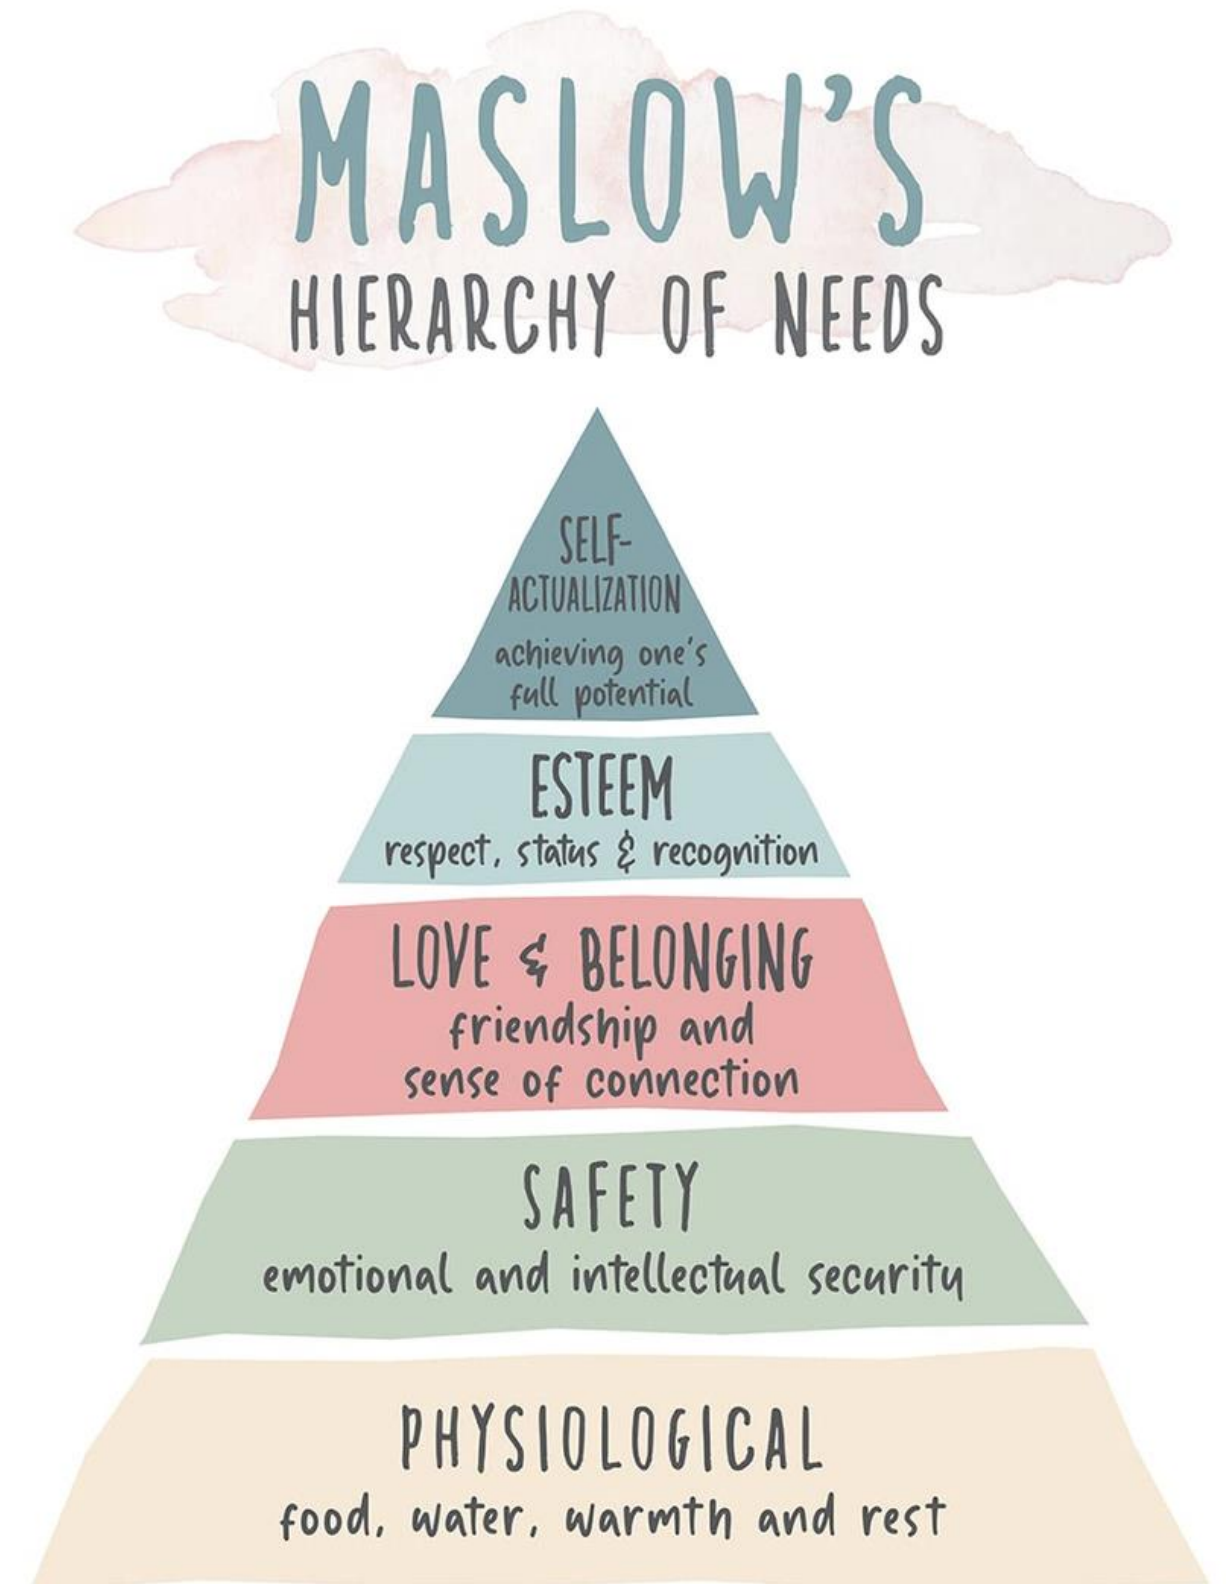 MASLOW'S
HIERARCHY OF NEEDS
SELF-
ACTUALIZATION
achieving one's
full potential
ESTEEM
respect, status & recognition
LOVE & BELONGING
friendship and
sense of connection
SAFETY
emotional and intellectual security
PHYSIOLOGICAL
food, water, warmth and rest